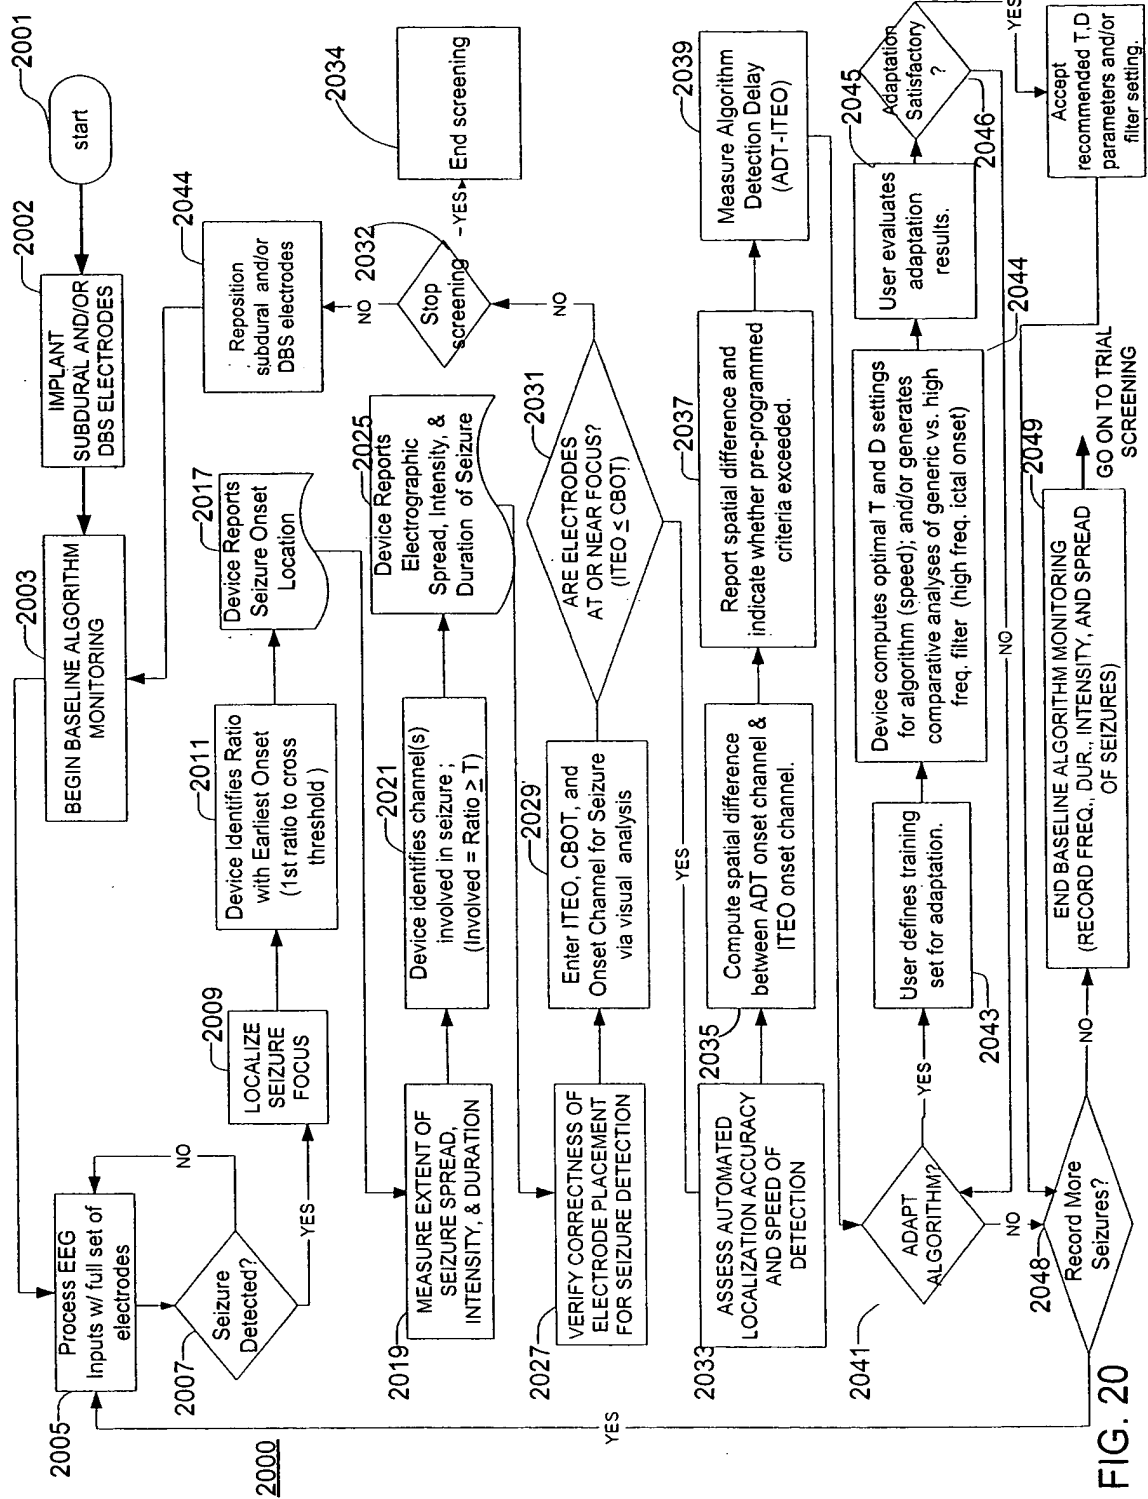 2001
start
2002
IMPLANT
SUBDURAL AND/OR
DBS ELECTRODES
2003
BEGIN BASELINE ALGORITHM
MONITORING
2005
Process EEG
Inputs w/ full set of
electrodes
2007
Seizure
Detected?
NO
YES
2009
LOCALIZE
SEIZURE
FOCUS
2011
Device Identifies Ratio
with Earliest Onset
(1st ratio to cross
threshold )
2017
Device Reports
Seizure Onset
Location
2044
Reposition
subdural and/or
DBS electrodes
2034
End screening
2019
MEASURE EXTENT OF
SEIZURE SPREAD,
INTENSITY, & DURATION
2021
Device identifies channel(s)
involved in seizure ;
(Involved = Ratio ≥ T)
2025
Device Reports
Electrographic
Spread, Intensity, &
Duration of Seizure
NO
2032
Stop
screening
YES
2027
VERIFY CORRECTNESS OF
ELECTRODE PLACEMENT
FOR SEIZURE DETECTION
2029'
Enter ITEO, CBOT, and
Onset Channel for Seizure
via visual analysis
2031
ARE ELECTRODES
AT OR NEAR FOCUS?
(ITEO ≤ CBOT)
NO
YES
2033
ASSESS AUTOMATED
LOCALIZATION ACCURACY
AND SPEED OF
DETECTION
2035
Compute spatial difference
between ADT onset channel &
ITEO onset channel.
2037
Report spatial difference and
indicate whether pre-programmed
criteria exceeded.
2039
Measure Algorithm
Detection Delay
(ADT-ITEO)
2041
ADAPT
ALGORITHM?
YES
NO
2043
User defines training
set for adaptation.
2044
Device computes optimal T and D settings
for algorithm (speed); and/or generates
comparative analyses of generic vs. high
freq. filter (high freq. ictal onset)
2045
User evaluates
adaptation
results.
2046
Adaptation
Satisfactory
?
NO
YES
Accept
recommended T,D
parameters and/or
filter setting.
2048
Record More
Seizures?
YES
NO
2049
END BASELINE ALGORITHM MONITORING
(RECORD FREQ., DUR., INTENSITY, AND SPREAD
OF SEIZURES)
GO ON TO TRIAL
SCREENING
2000
FIG. 20